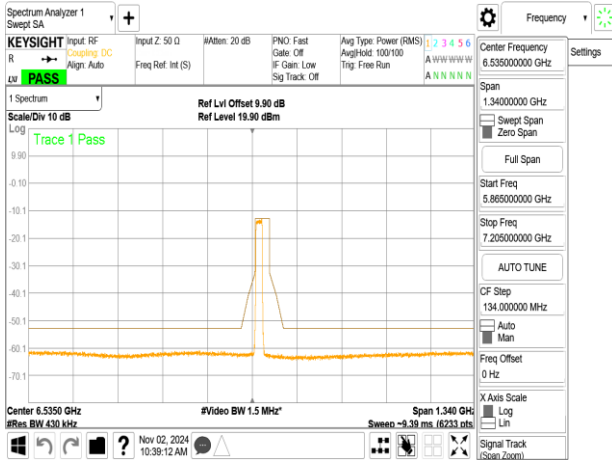 Spectrum Analyzer 1
Swept SA
+
Frequency
Settings
KEYSIGHT
R
LXI
PASS
Input: RF
Coupling: DC
Align: Auto
Input Z: 50 Ω
Freq Ref: Int (S)
#Atten: 20 dB
PNO: Fast
Gate: Off
IF Gain: Low
Sig Track: Off
Avg Type: Power (RMS)
Avg|Hold: 100/100
Trig: Free Run
1 2 3 4 5 6
A W W W W W
A N N N N N
1 Spectrum
Scale/Div 10 dB
Ref Lvl Offset 9.90 dB
Ref Level 19.90 dBm
Log
Trace 1 Pass
9.90
-0.10
-10.1
-20.1
-30.1
-40.1
-50.1
-60.1
-70.1
Center 6.5350 GHz
#Res BW 430 kHz
#Video BW 1.5 MHz*
Span 1.340 GHz
Sweep ~9.39 ms (6233 pts
Nov 02, 2024
10:39:12 AM
?
Center Frequency
6.535000000 GHz
Span
1.34000000 GHz
Swept Span
Zero Span
Full Span
Start Freq
5.865000000 GHz
Stop Freq
7.205000000 GHz
AUTO TUNE
CF Step
134.000000 MHz
Auto
Man
Freq Offset
0 Hz
X Axis Scale
Log
Lin
Signal Track
(Span Zoom)